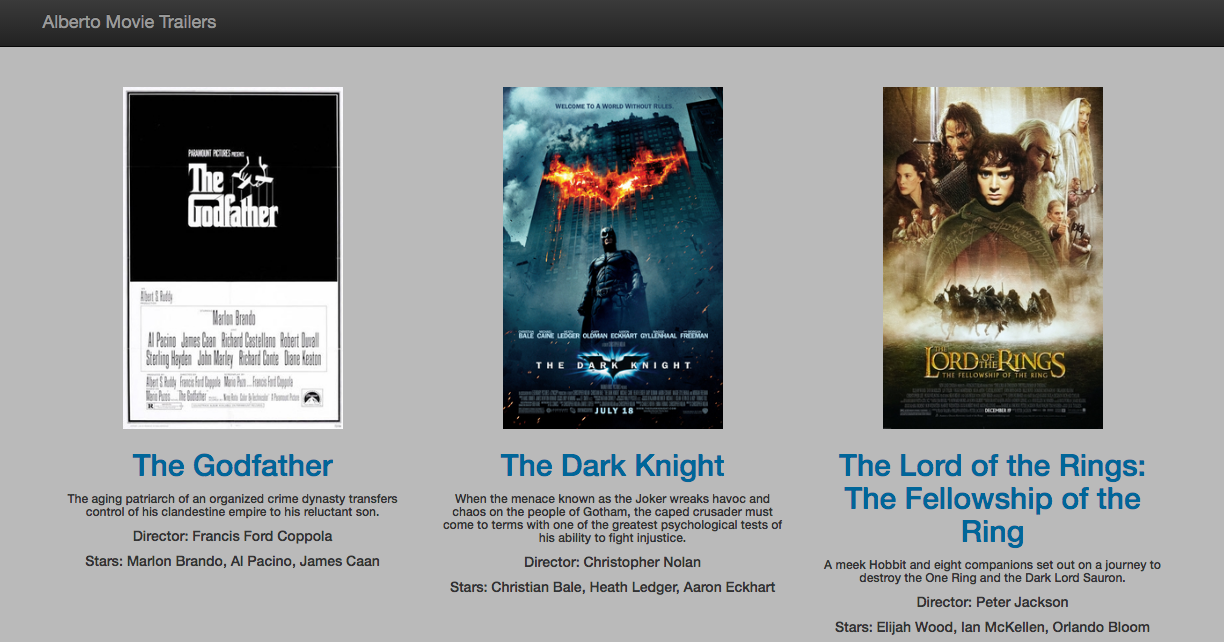 Alberto Movie Trailers
PARAMOUNT PICTURES PRESENTS
The
Godfather
Albert S. Ruddy
Marlon Brando
Al Pacino James Caan Richard Castellano Robert Duvall
Sterling Hayden John Marley Richard Conte Diane Keaton
Albert S. Ruddy Francis Ford Coppola Mario Puzo Francis Ford Coppola
Mario Puzo's The Godfather
R
WELCOME TO A WORLD WITHOUT RULES.
BALE CAINE LEDGER OLDMAN ECKHART GYLLENHAAL FREEMAN
THE DARK KNIGHT
JULY 18
THE
LORD OF THE RINGS
THE FELLOWSHIP OF THE RING
DECEMBER 19
The Godfather
The aging patriarch of an organized crime dynasty transfers
control of his clandestine empire to his reluctant son.
Director: Francis Ford Coppola
Stars: Marlon Brando, Al Pacino, James Caan
The Dark Knight
When the menace known as the Joker wreaks havoc and
chaos on the people of Gotham, the caped crusader must
come to terms with one of the greatest psychological tests of
his ability to fight injustice.
Director: Christopher Nolan
Stars: Christian Bale, Heath Ledger, Aaron Eckhart
The Lord of the Rings:
The Fellowship of the
Ring
A meek Hobbit and eight companions set out on a journey to
destroy the One Ring and the Dark Lord Sauron.
Director: Peter Jackson
Stars: Elijah Wood, Ian McKellen, Orlando Bloom